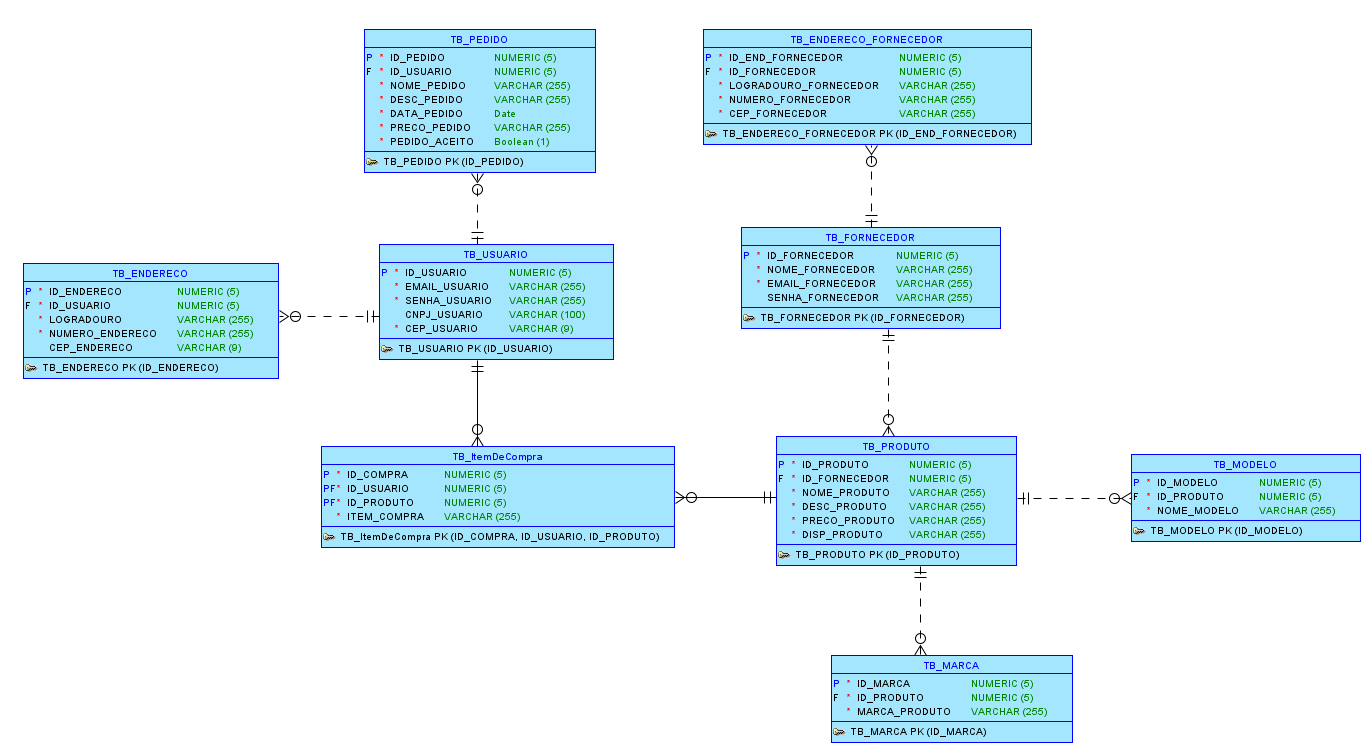 TB_PEDIDO
P * ID_PEDIDO NUMERIC (5)
F * ID_USUARIO NUMERIC (5)
* NOME_PEDIDO VARCHAR (255)
* DESC_PEDIDO VARCHAR (255)
* DATA_PEDIDO Date
* PRECO_PEDIDO VARCHAR (255)
* PEDIDO_ACEITO Boolean (1)
TB_PEDIDO PK (ID_PEDIDO)
TB_ENDERECO_FORNECEDOR
P * ID_END_FORNECEDOR NUMERIC (5)
F * ID_FORNECEDOR NUMERIC (5)
* LOGRADOURO_FORNECEDOR VARCHAR (255)
* NUMERO_FORNECEDOR VARCHAR (255)
* CEP_FORNECEDOR VARCHAR (255)
TB_ENDERECO_FORNECEDOR PK (ID_END_FORNECEDOR)
TB_ENDERECO
P * ID_ENDERECO NUMERIC (5)
F * ID_USUARIO NUMERIC (5)
* LOGRADOURO VARCHAR (255)
* NUMERO_ENDERECO VARCHAR (255)
CEP_ENDERECO VARCHAR (9)
TB_ENDERECO PK (ID_ENDERECO)
TB_USUARIO
P * ID_USUARIO NUMERIC (5)
* EMAIL_USUARIO VARCHAR (255)
* SENHA_USUARIO VARCHAR (255)
CNPJ_USUARIO VARCHAR (100)
* CEP_USUARIO VARCHAR (9)
TB_USUARIO PK (ID_USUARIO)
TB_FORNECEDOR
P * ID_FORNECEDOR NUMERIC (5)
* NOME_FORNECEDOR VARCHAR (255)
* EMAIL_FORNECEDOR VARCHAR (255)
SENHA_FORNECEDOR VARCHAR (255)
TB_FORNECEDOR PK (ID_FORNECEDOR)
TB_ItemDeCompra
P * ID_COMPRA NUMERIC (5)
PF* ID_USUARIO NUMERIC (5)
PF* ID_PRODUTO NUMERIC (5)
* ITEM_COMPRA VARCHAR (255)
TB_ItemDeCompra PK (ID_COMPRA, ID_USUARIO, ID_PRODUTO)
TB_PRODUTO
P * ID_PRODUTO NUMERIC (5)
F * ID_FORNECEDOR NUMERIC (5)
* NOME_PRODUTO VARCHAR (255)
* DESC_PRODUTO VARCHAR (255)
* PRECO_PRODUTO VARCHAR (255)
* DISP_PRODUTO VARCHAR (255)
TB_PRODUTO PK (ID_PRODUTO)
TB_MODELO
P * ID_MODELO NUMERIC (5)
F * ID_PRODUTO NUMERIC (5)
* NOME_MODELO VARCHAR (255)
TB_MODELO PK (ID_MODELO)
TB_MARCA
P * ID_MARCA NUMERIC (5)
F * ID_PRODUTO NUMERIC (5)
* MARCA_PRODUTO VARCHAR (255)
TB_MARCA PK (ID_MARCA)